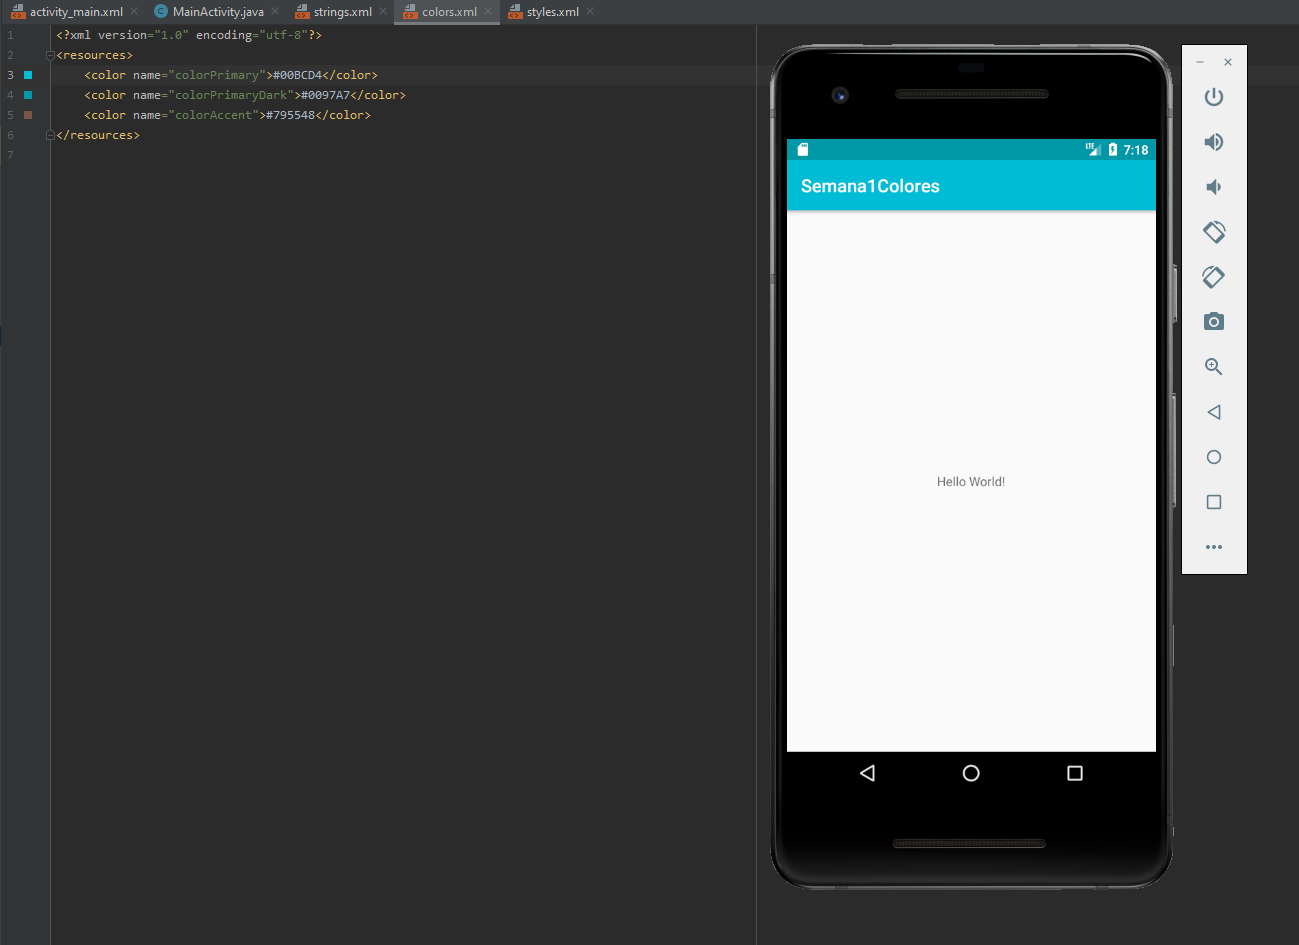 activity_main.xml MainActivity.java strings.xml colors.xml styles.xml
1 <?xml version="1.0" encoding="utf-8"?>
2 <resources>
3 <color name="colorPrimary">#00BCD4</color>
4 <color name="colorPrimaryDark">#0097A7</color>
5 <color name="colorAccent">#795548</color>
6 </resources>
7
LTE 7:18
Semana1Colores
Hello World!